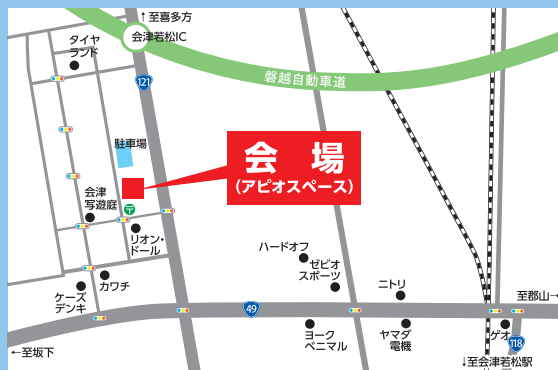 ↑至喜多方
会津若松IC
タイヤ
ランド
磐越自動車道
121
駐車場
会　場
(アピオスペース)
会津
写遊庭
〒
リオン・
ドール
ハードオフ
ゼビオ
スポーツ
カワチ
ケーズ
デンキ
ニトリ
至郡山→
49
ヨーク
ベニマル
ヤマダ
電機
ゲオ
118
←至坂下
↓至会津若松駅